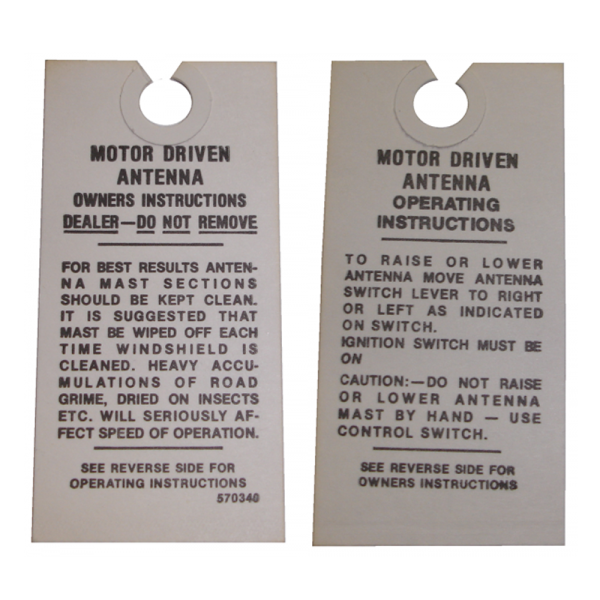 MOTOR DRIVEN
ANTENNA
OWNERS INSTRUCTIONS
DEALER—DO NOT REMOVE
FOR BEST RESULTS ANTEN-
NA MAST SECTIONS
SHOULD BE KEPT CLEAN.
IT IS SUGGESTED THAT
MAST BE WIPED OFF EACH
TIME WINDSHIELD IS
CLEANED. HEAVY ACCU-
MULATIONS OF ROAD
GRIME, DRIED ON INSECTS
ETC. WILL SERIOUSLY AF-
FECT SPEED OF OPERATION.
SEE REVERSE SIDE FOR
OPERATING INSTRUCTIONS
570340
MOTOR DRIVEN
ANTENNA
OPERATING
INSTRUCTIONS
TO RAISE OR LOWER
ANTENNA MOVE ANTENNA
SWITCH LEVER TO RIGHT
OR LEFT AS INDICATED
ON SWITCH.
IGNITION SWITCH MUST BE
ON
CAUTION:—DO NOT RAISE
OR LOWER ANTENNA
MAST BY HAND — USE
CONTROL SWITCH.
SEE REVERSE SIDE FOR
OWNERS INSTRUCTIONS